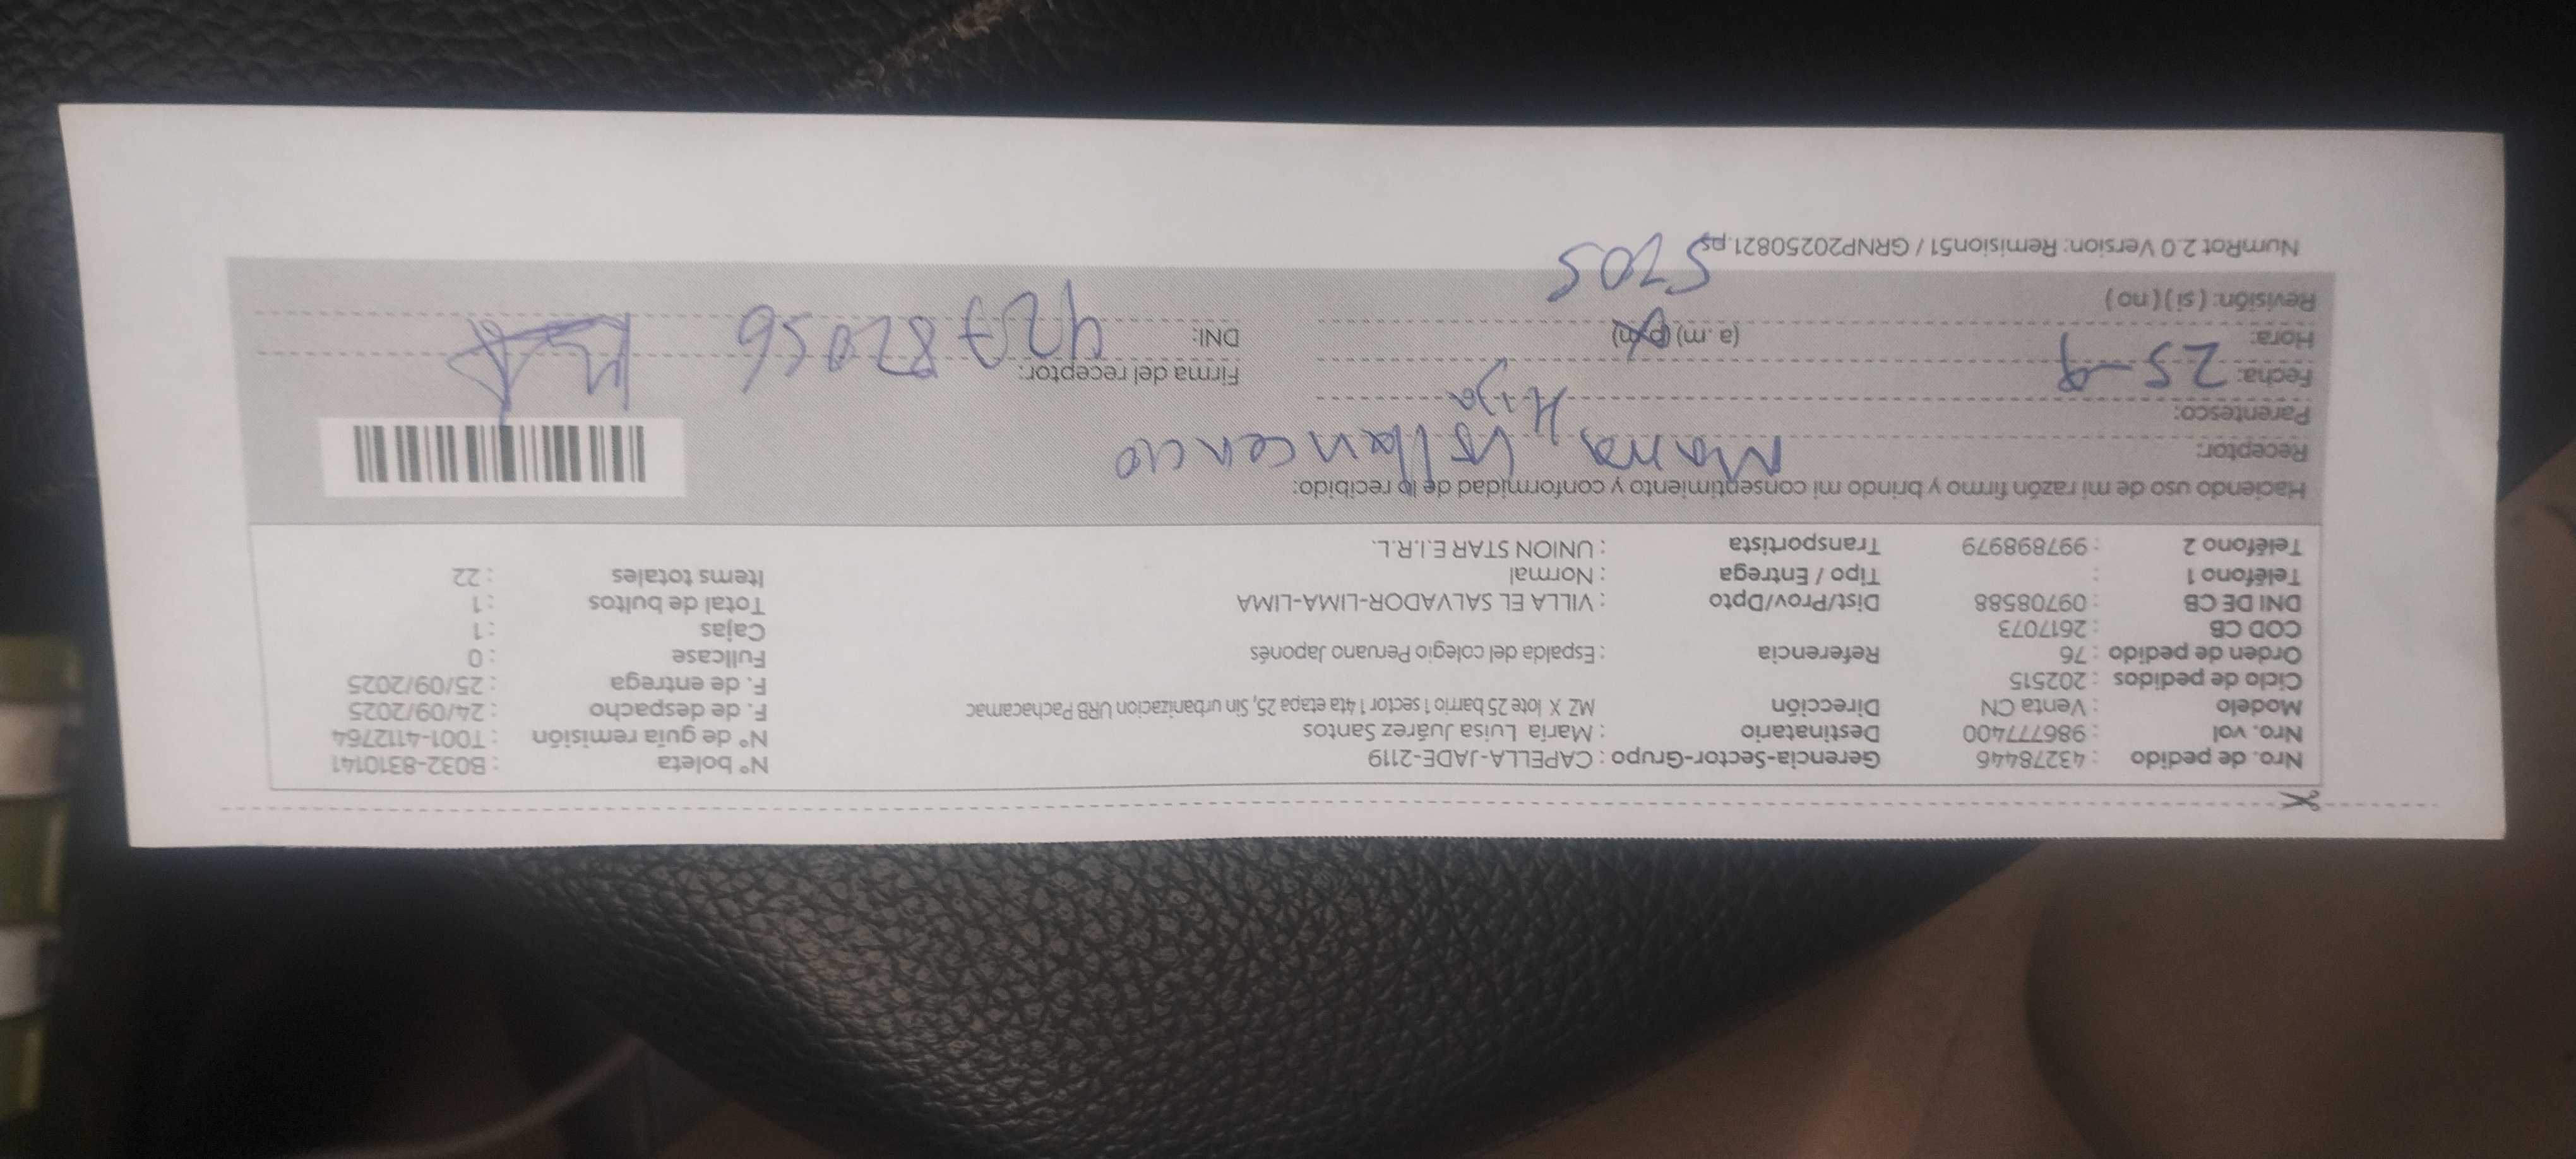 Nro. de pedido : 43278446 Gerencia-Sector-Grupo : CAPELLA-JADE-2119 N° boleta : B032-8310141
Nro. vol : 986777400 Destinatario : María Luisa Juárez Santos N° de guía remisión : T001-4112764
Modelo : Venta CN Dirección MZ X lote 25 barrio 1 sector 1 4ta etapa 25, Sin urbanizacion URB Pachacamac F. de despacho : 24/09/2025
Ciclo de pedidos : 202515 F. de entrega : 25/09/2025
Orden de pedido : 76 Referencia : Espalda del colegio Peruano Japonés Fullcase : 0
COD CB : 2617073 Cajas : 1
DNI DE CB : 09708588 Dist/Prov/Dpto : VILLA EL SALVADOR-LIMA-LIMA Total de bultos : 1
Teléfono 1 : Tipo / Entrega : Normal Items totales : 22
Teléfono 2 : 997898979 Transportista : UNION STAR E.I.R.L.
Haciendo uso de mi razón firmo y brindo mi consentimiento y conformidad de lo recibido:
Receptor: Maria
Parentesco: Hija
Fecha: 25-9 Firma del receptor:
Hora: (a.m) (p.m) DNI: 42782056
Revisión: ( si ) ( no ) 5205
NumRot 2.0 Version: Remision51 / GRNP20250821.ps